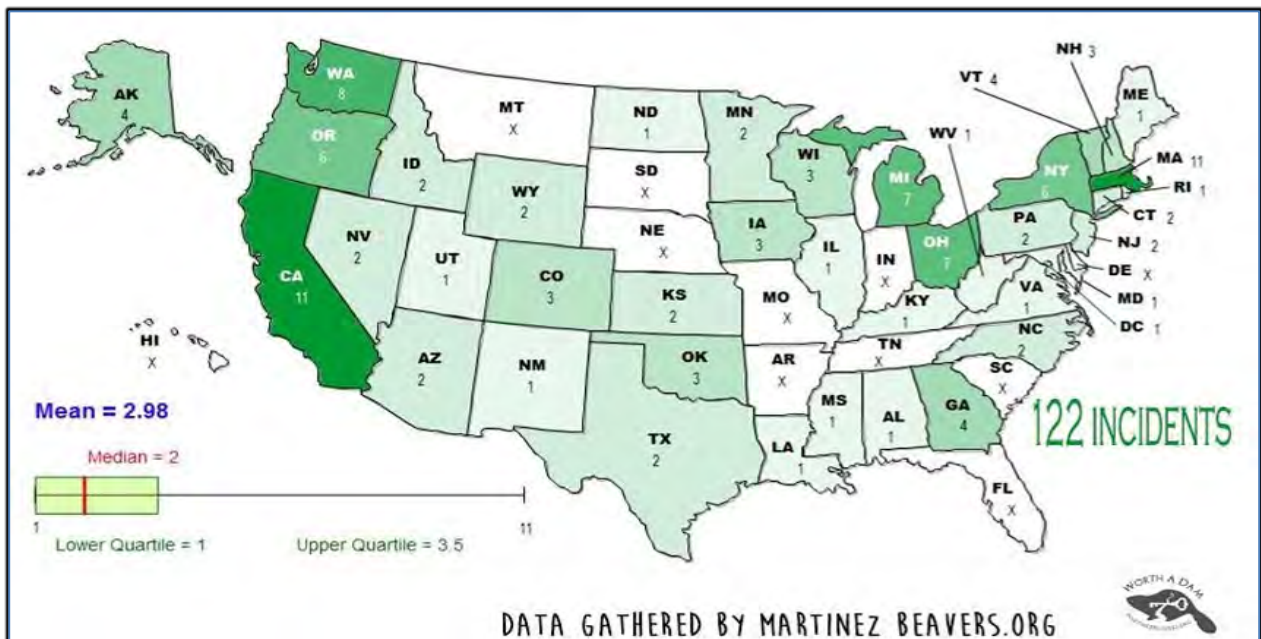 NH 3
VT 4
ME
1
AK
4
WA
8
MT
X
ND
1
MN
2
WV 1
OR
6
ID
2
SD
X
WI
3
MI
7
NY
6
MA 11
RI 1
CT 2
WY
2
NE
X
IA
3
PA
2
NJ 2
NV
2
UT
1
CO
3
IL
1
IN
X
OH
7
DE X
MD 1
DC 1
CA
11
KS
2
MO
X
KY
1
VA
1
HI
X
AZ
2
NM
1
OK
3
AR
X
TN
X
NC
2
SC
X
MS
1
AL
1
GA
4
TX
2
LA
1
FL
X
122 INCIDENTS
Mean = 2.98
Median = 2
1
11
Lower Quartile = 1
Upper Quartile = 3.5
DATA GATHERED BY MARTINEZ BEAVERS.ORG
WORTH A DAM